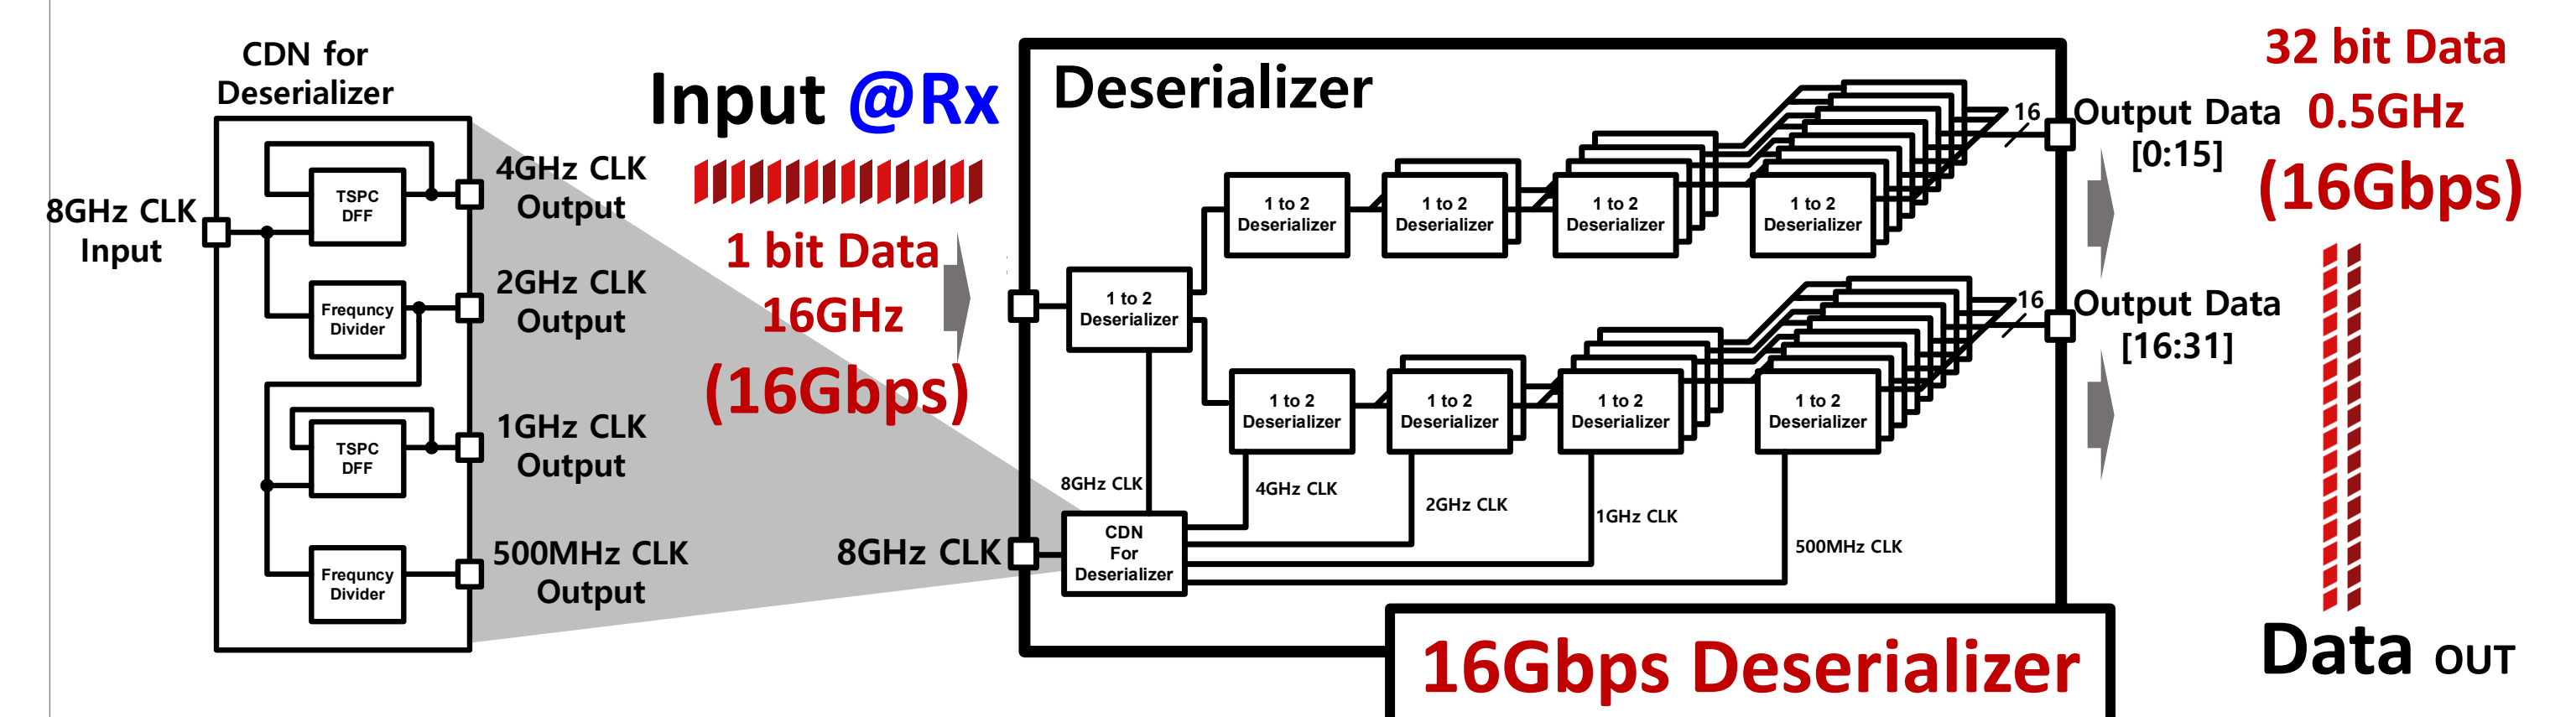 CDN for
Deserializer
8GHz CLK
Input
TSPC
DFF
Frequncy
Divider
TSPC
DFF
Frequncy
Divider
4GHz CLK
Output
2GHz CLK
Output
1GHz CLK
Output
500MHz CLK
Output
Input @Rx
1 bit Data
16GHz
(16Gbps)
8GHz CLK
Deserializer
1 to 2
Deserializer
1 to 2
Deserializer
1 to 2
Deserializer
1 to 2
Deserializer
1 to 2
Deserializer
16
1 to 2
Deserializer
1 to 2
Deserializer
1 to 2
Deserializer
1 to 2
Deserializer
16
8GHz CLK
4GHz CLK
2GHz CLK
1GHz CLK
500MHz CLK
CDN
For
Deserializer
Output Data
[0:15]
Output Data
[16:31]
32 bit Data
0.5GHz
(16Gbps)
Data OUT
16Gbps Deserializer